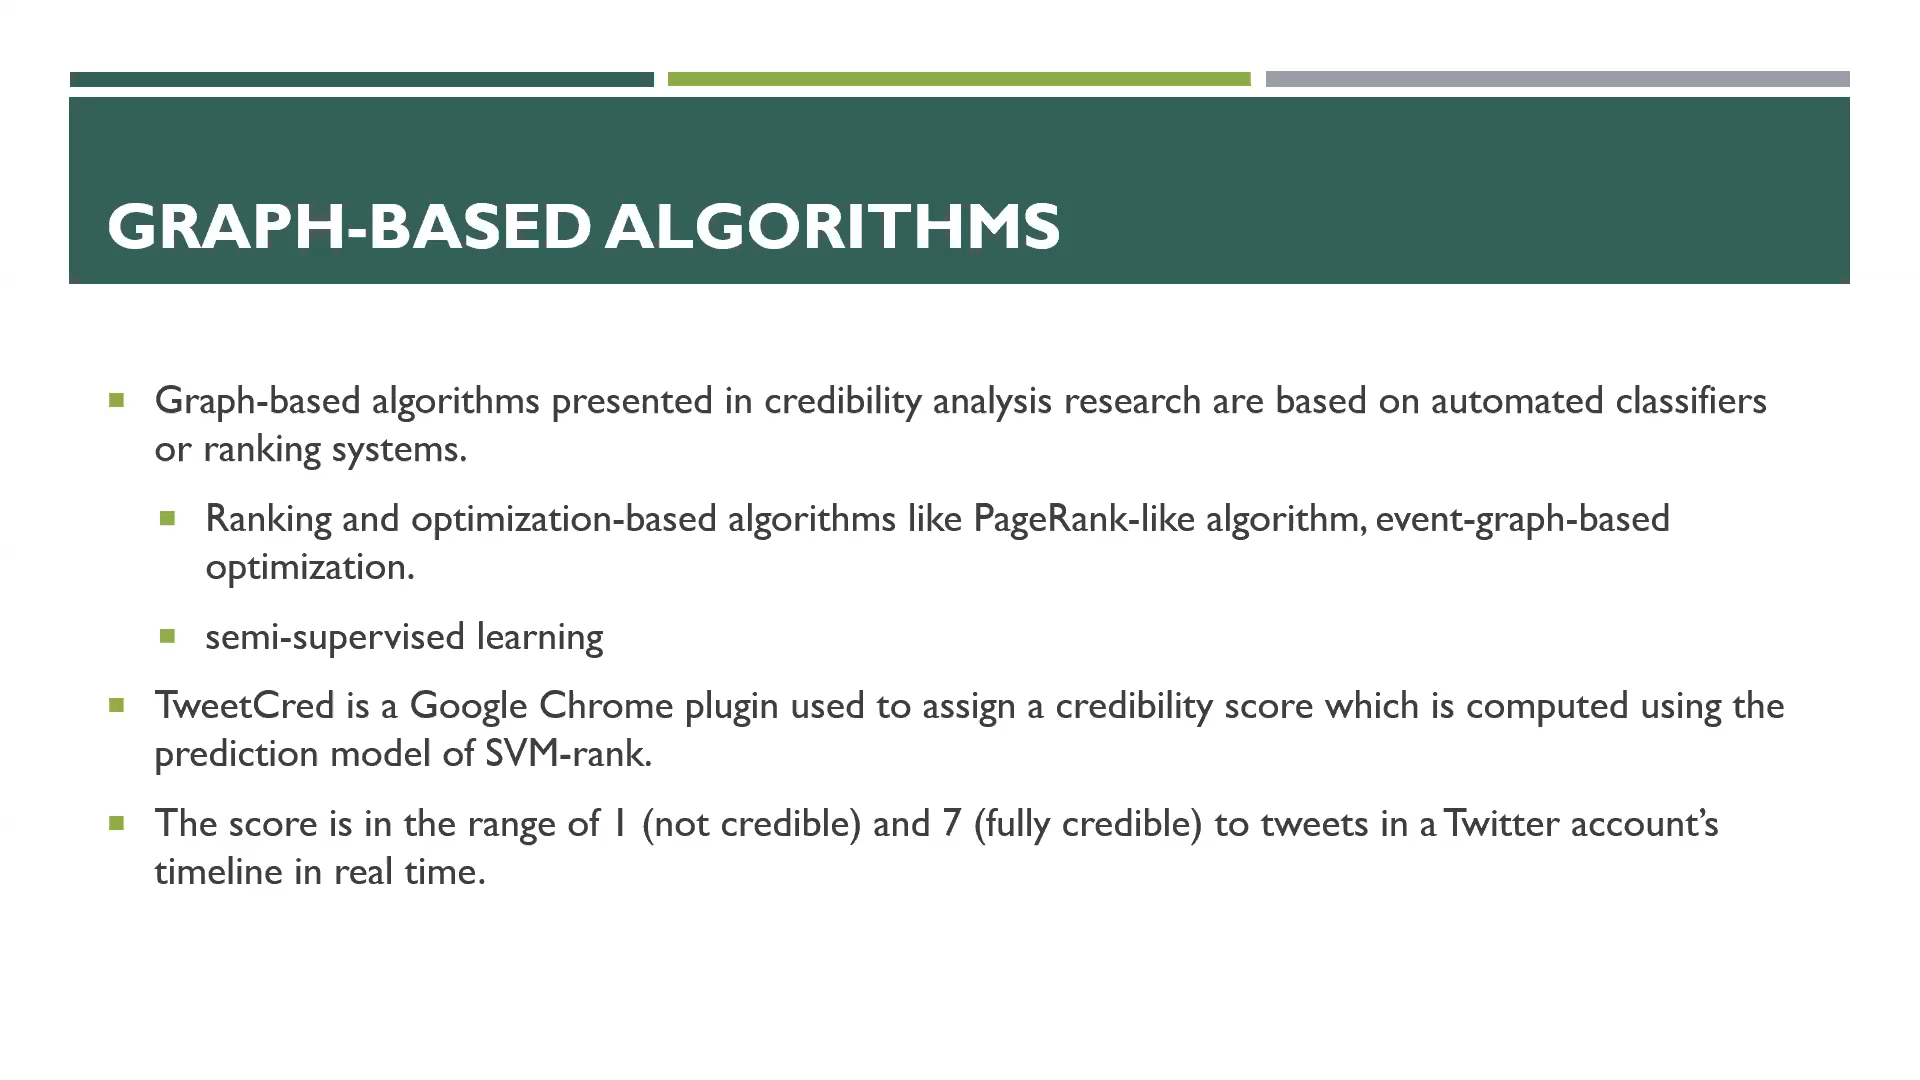 GRAPH-BASED ALGORITHMS
Graph-based algorithms presented in credibility analysis research are based on automated classifiers
or ranking systems.
Ranking and optimization-based algorithms like PageRank-like algorithm, event-graph-based
optimization.
semi-supervised learning
TweetCred is a Google Chrome plugin used to assign a credibility score which is computed using the
prediction model of SVM-rank.
The score is in the range of 1 (not credible) and 7 (fully credible) to tweets in a Twitter account’s
timeline in real time.